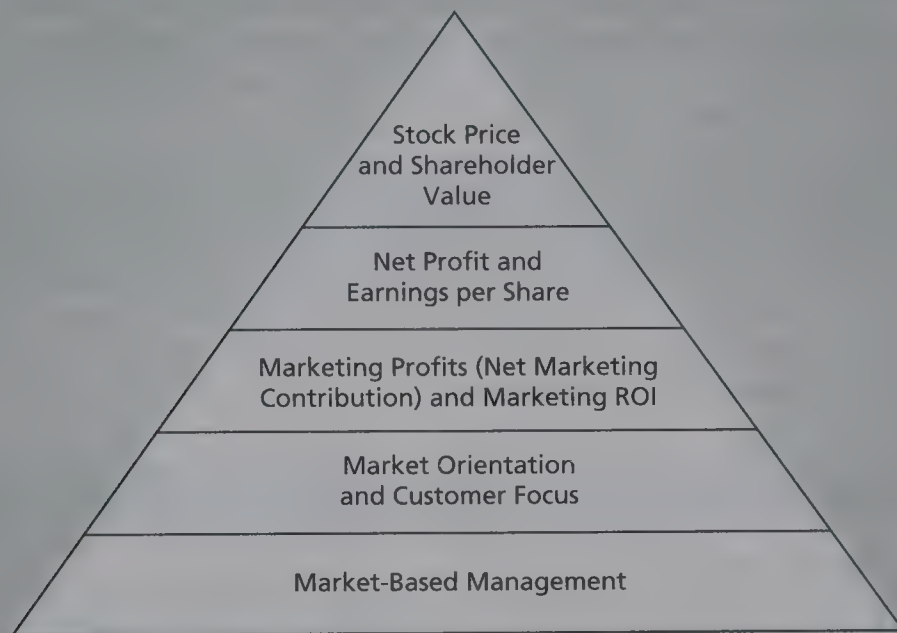 Stock Price
and Shareholder
Value
Net Profit and
Earnings per Share
Marketing Profits (Net Marketing
Contribution) and Marketing ROI
Market Orientation
and Customer Focus
Market-Based Management